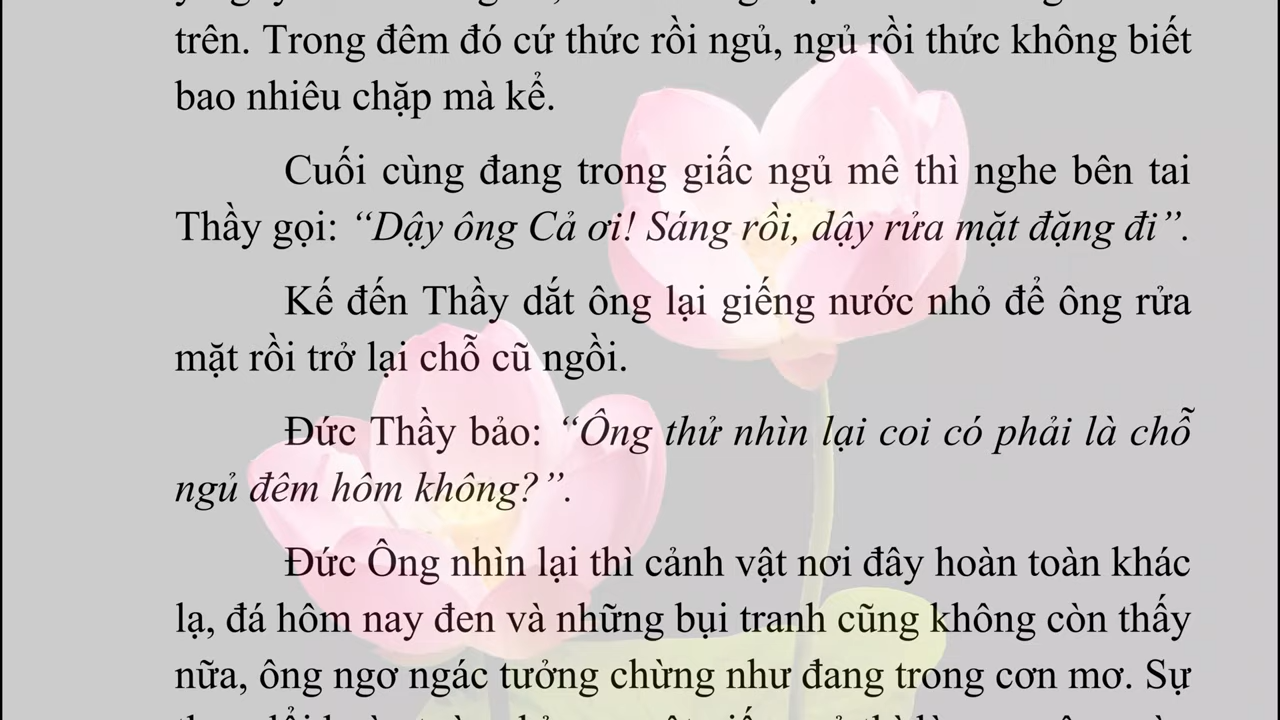 trên. Trong đêm đó cứ thức rồi ngủ, ngủ rồi thức không biết
bao nhiêu chặp mà kể.
Cuối cùng đang trong giấc ngủ mê thì nghe bên tai
Thầy gọi: “Dậy ông Cả ơi! Sáng rồi, dậy rửa mặt đặng đi”.
Kế đến Thầy dắt ông lại giếng nước nhỏ để ông rửa
mặt rồi trở lại chỗ cũ ngồi.
Đức Thầy bảo: “Ông thử nhìn lại coi có phải là chỗ
ngủ đêm hôm không?”.
Đức Ông nhìn lại thì cảnh vật nơi đây hoàn toàn khác
lạ, đá hôm nay đen và những bụi tranh cũng không còn thấy
nữa, ông ngơ ngác tưởng chừng như đang trong cơn mơ. Sự